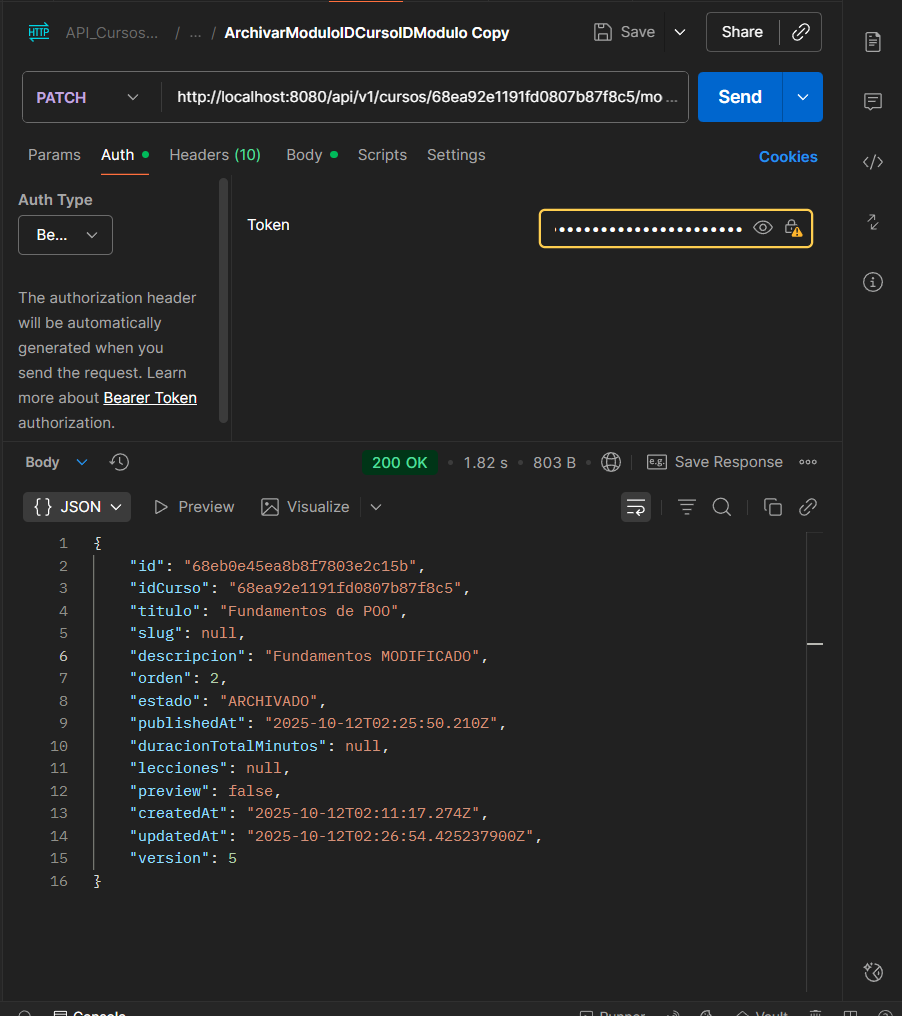 HTTP API_Cursos... / ... / ArchivarModuloIDCursoIDModulo Copy Save Share
PATCH http://localhost:8080/api/v1/cursos/68ea92e1191fd0807b87f8c5/mo ... Send
Params Auth Headers (10) Body Scripts Settings Cookies
Auth Type
Be...
Token
The authorization header
will be automatically
generated when you
send the request. Learn
more about Bearer Token
authorization.
Body 200 OK • 1.82 s • 803 B • e.g. Save Response
{} JSON Preview Visualize
1 {
2 "id": "68eb0e45ea8b8f7803e2c15b",
3 "idCurso": "68ea92e1191fd0807b87f8c5",
4 "titulo": "Fundamentos de POO",
5 "slug": null,
6 "descripcion": "Fundamentos MODIFICADO",
7 "orden": 2,
8 "estado": "ARCHIVADO",
9 "publishedAt": "2025-10-12T02:25:50.210Z",
10 "duracionTotalMinutos": null,
11 "lecciones": null,
12 "preview": false,
13 "createdAt": "2025-10-12T02:11:17.274Z",
14 "updatedAt": "2025-10-12T02:26:54.425237900Z",
15 "version": 5
16 }
Console Runner Vault